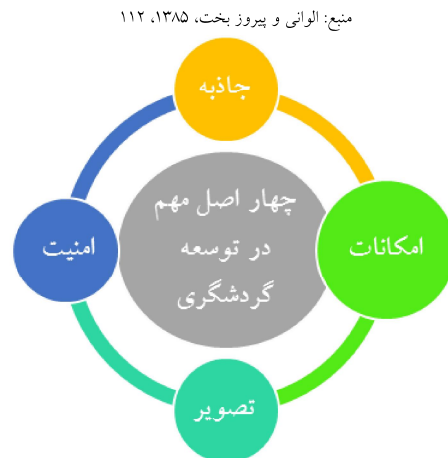 منبع: الوانی و پیروز بخت، ۱۳۸۵، ۱۱۲
جاذبه
چهار اصل مهم
در توسعه
گردشگری
امکانات
امنیت
تصویر